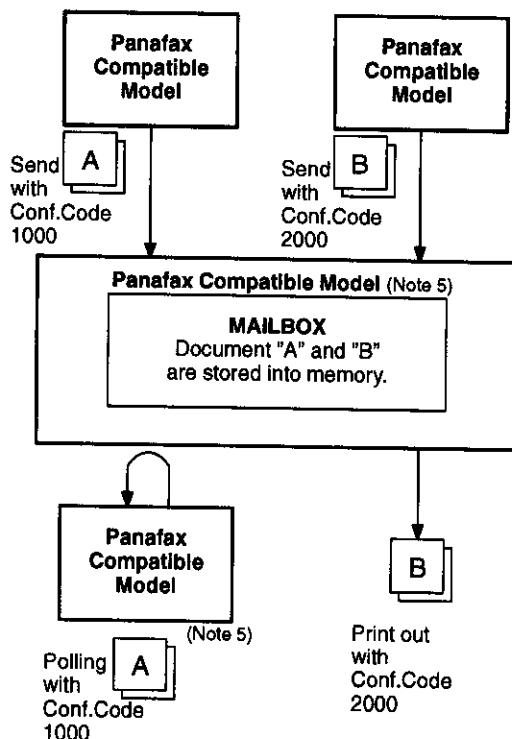 Panafax
Compatible
Model
Panafax
Compatible
Model
A
Send
with
Conf.Code
1000
B
Send
with
Conf.Code
2000
Panafax Compatible Model (Note 5)
MAILBOX
Document "A" and "B"
are stored into memory.
Panafax
Compatible
Model
(Note 5)
A
Polling
with
Conf.Code
1000
B
Print out
with
Conf.Code
2000